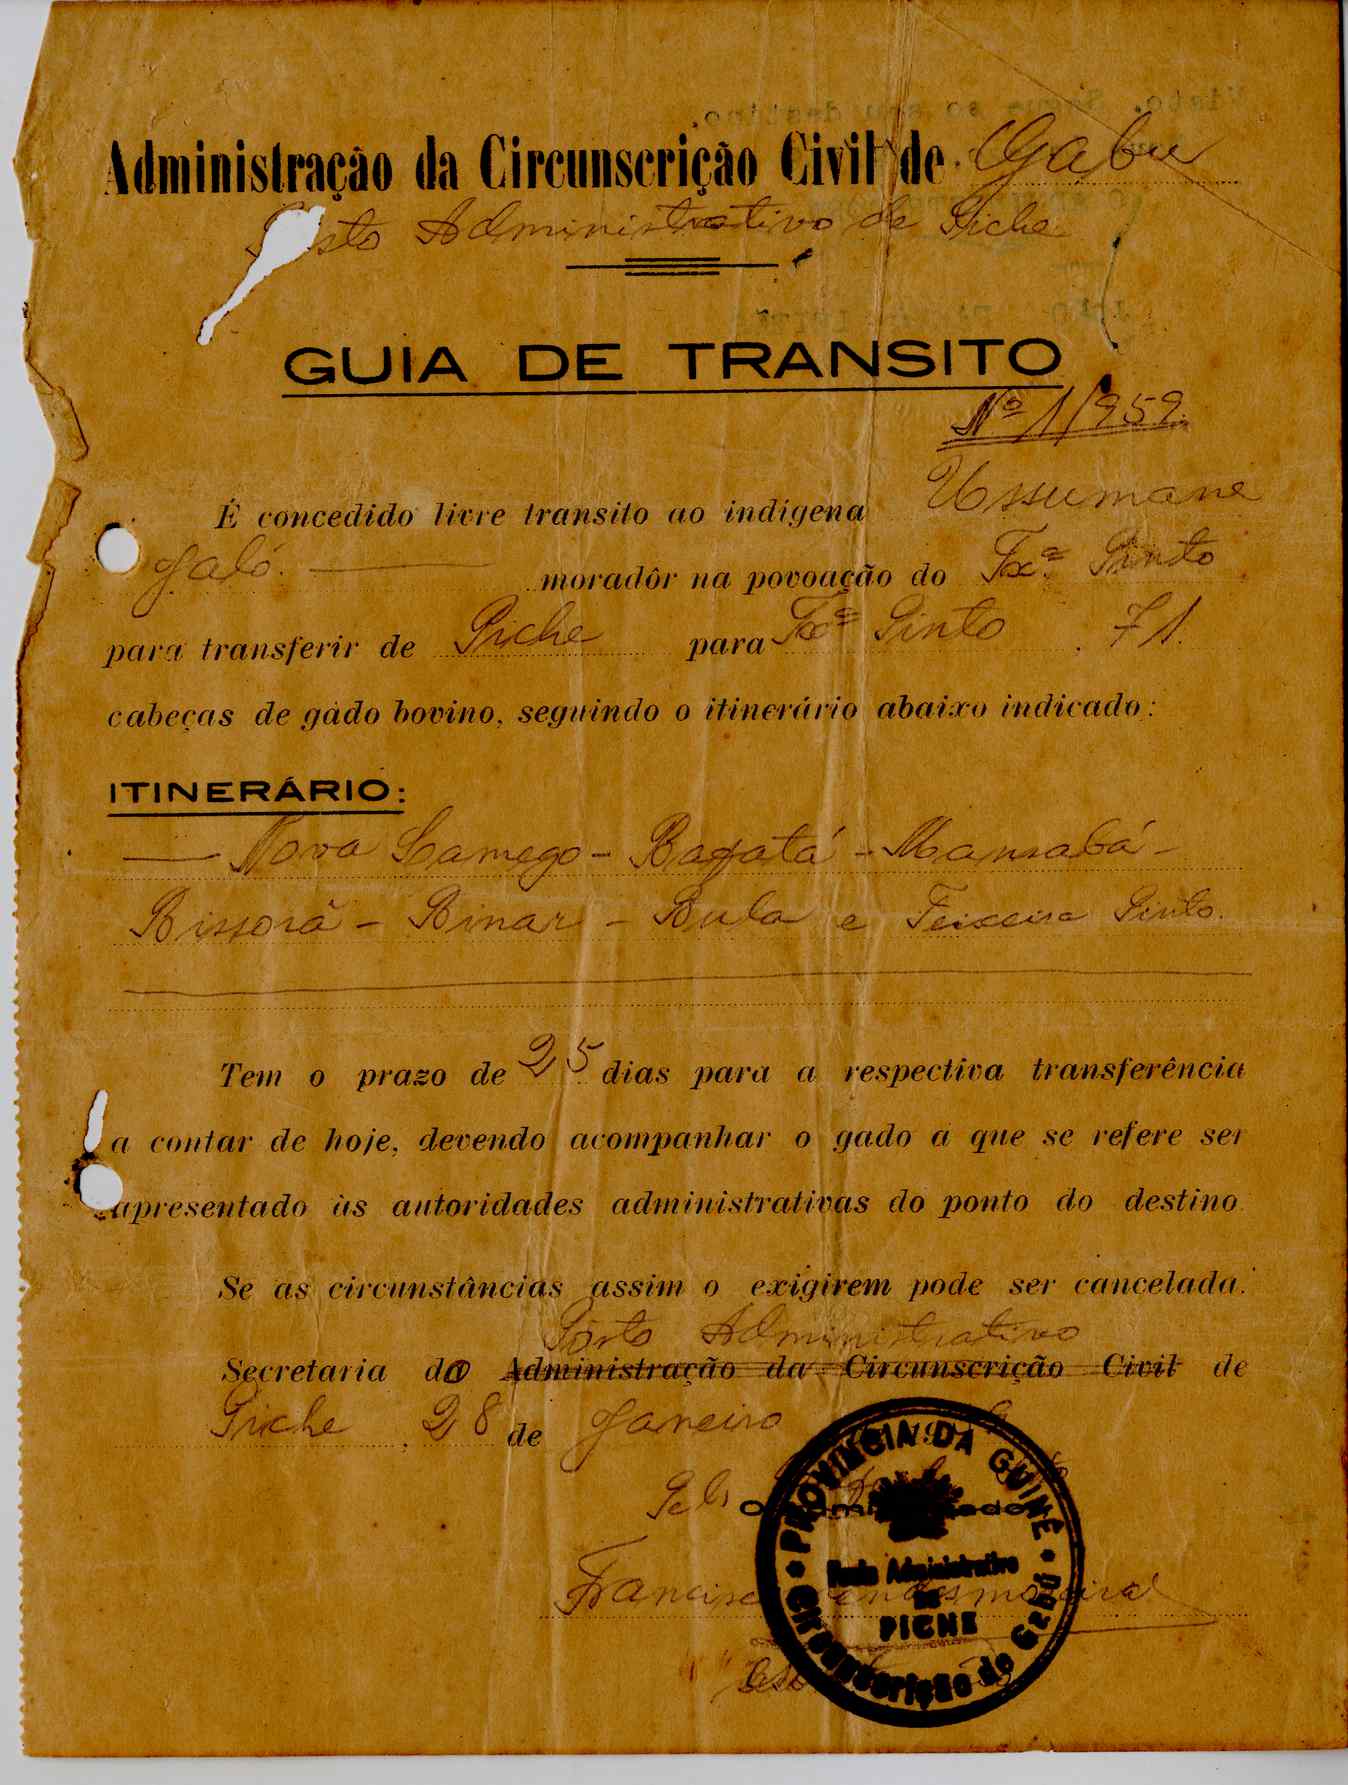 Administração da Circunscrição Civil de Gabu
Posto Administrativo de Piche
GUIA DE TRANSITO
Nº 1/959
É concedido livre transito ao indigena Ussumane
Jaló. moradôr na povoação do Txª Pinto
para transferir de Piche para Txª Pinto 71
cabeças de gado bovino, seguindo o itinerário abaixo indicado:
ITINERÁRIO:
Nova Lamego - Bafatá - Mansabá -
Bissorã - Binar - Bula e Teixeira Pinto.
Tem o prazo de 25 dias para a respectiva transferência
a contar de hoje, devendo acompanhar o gado a que se refere ser
apresentado às autoridades administrativas do ponto do destino.
Se as circunstâncias assim o exigirem pode ser cancelada.
Posto Administrativo
Secretaria do Administração da Circunscrição Civil de
Piche, 28 de Janeiro
O
Francisco
PROVINCIA DA GUINÉ
Posto Administrativo
DE
PICHE
Circunscrição do Gabú